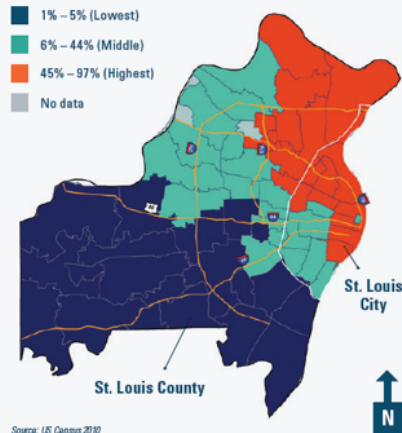 1% – 5% (Lowest)
6% – 44% (Middle)
45% – 97% (Highest)
No data
St. Louis
City
St. Louis County
N
Source: US Census 2010